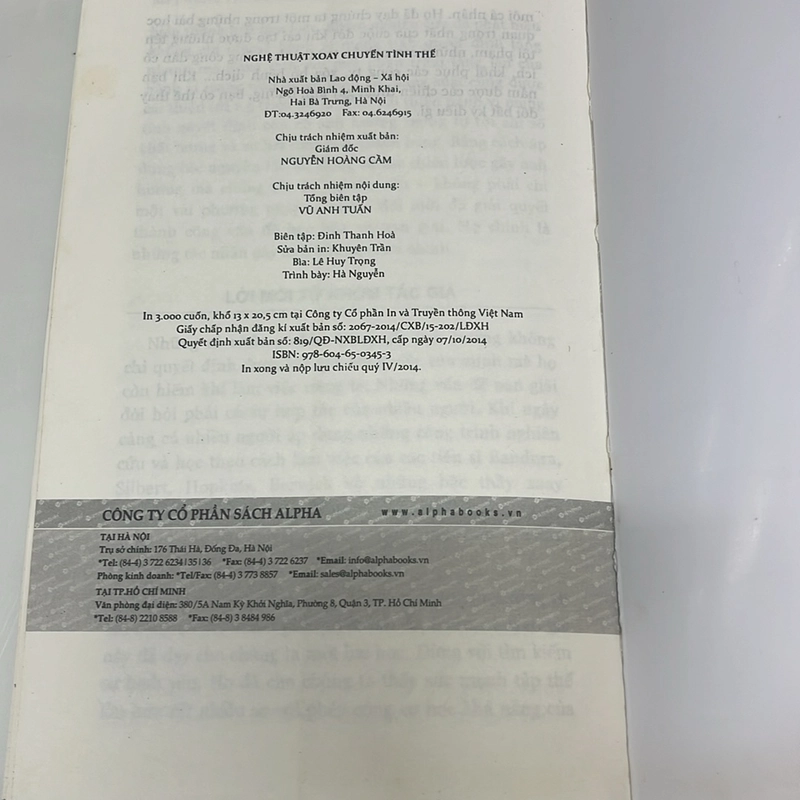 NGHỆ THUẬT XOAY CHUYỂN TÌNH THẾ
Nhà xuất bản Lao động – Xã hội
Ngõ Hoà Bình 4, Minh Khai,
Hai Bà Trưng, Hà Nội
ĐT:04.3246920 Fax: 04.6246915
Chịu trách nhiệm xuất bản:
Giám đốc
NGUYỄN HOÀNG CẦM
Chịu trách nhiệm nội dung:
Tổng biên tập
VŨ ANH TUẤN
Biên tập: Đinh Thanh Hoà
Sửa bản in: Khuyên Trần
Bìa: Lê Huy Trọng
Trình bày: Hà Nguyễn
In 3.000 cuốn, khổ 13 x 20,5 cm tại Công ty Cổ phần In và Truyền thông Việt Nam
Giấy chấp nhận đăng kí xuất bản số: 2067-2014/CXB/15-202/LĐXH
Quyết định xuất bản số: 819/QĐ-NXBLĐXH, cấp ngày 07/10/2014
ISBN: 978-604-65-0345-3
In xong và nộp lưu chiểu quý IV/2014.
CÔNG TY CỔ PHẦN SÁCH ALPHA www.alphabooks.vn
TẠI HÀ NỘI
Trụ sở chính: 176 Thái Hà, Đống Đa, Hà Nội
*Tel: (84-4) 3 722 6234|35|36 *Fax: (84-4) 3 722 6237 *Email: info@alphabooks.vn
Phòng kinh doanh: *Tel/Fax: (84-4) 3 773 8857 *Email: sales@alphabooks.vn
TẠI TP.HỒ CHÍ MINH
Văn phòng đại diện: 380/5A Nam Kỳ Khởi Nghĩa, Phường 8, Quận 3, TP. Hồ Chí Minh
*Tel: (84-8) 2210 8588 *Fax: (84-8) 3 8484 986